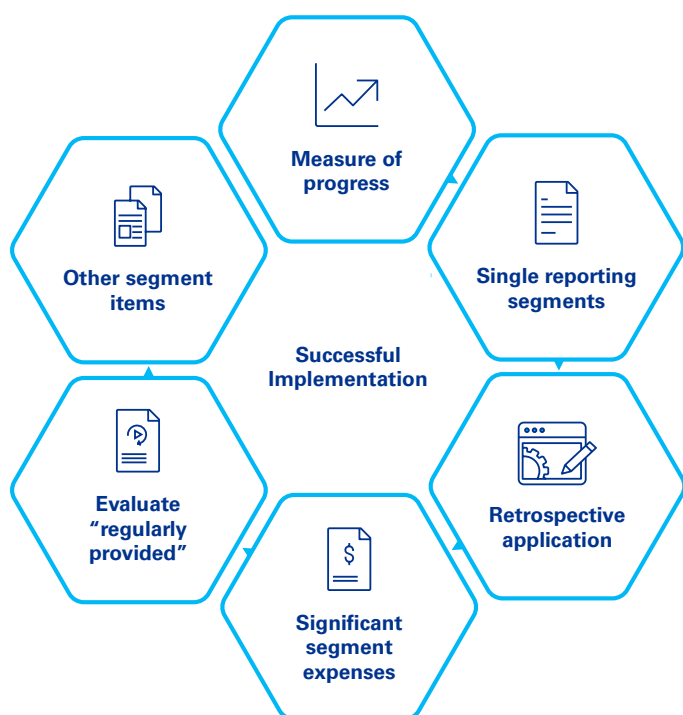 Measure of
progress
Single reporting
segments
Retrospective
application
Significant
segment
expenses
Evaluate
“regularly
provided”
Other segment
items
Successful
Implementation
$